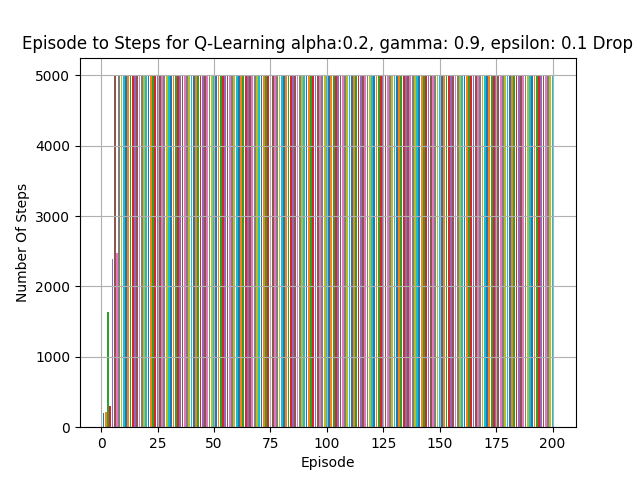 Episode to Steps for Q-Learning alpha:0.2, gamma: 0.9, epsilon: 0.1 Drop
5000
4000
3000
2000
1000
0
Number Of Steps
0 25 50 75 100 125 150 175 200
Episode